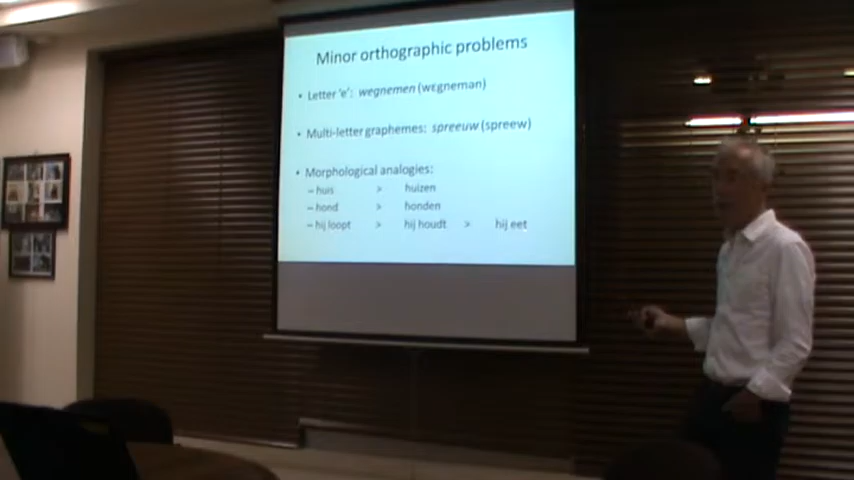 Minor orthographic problems
• Letter 'e': wegnemen (wɛgnemən)
• Multi-letter graphemes: spreeuw (spreew)
• Morphological analogies:
– huis > huizen
– hond > honden
– hij loopt > hij houdt > hij eet